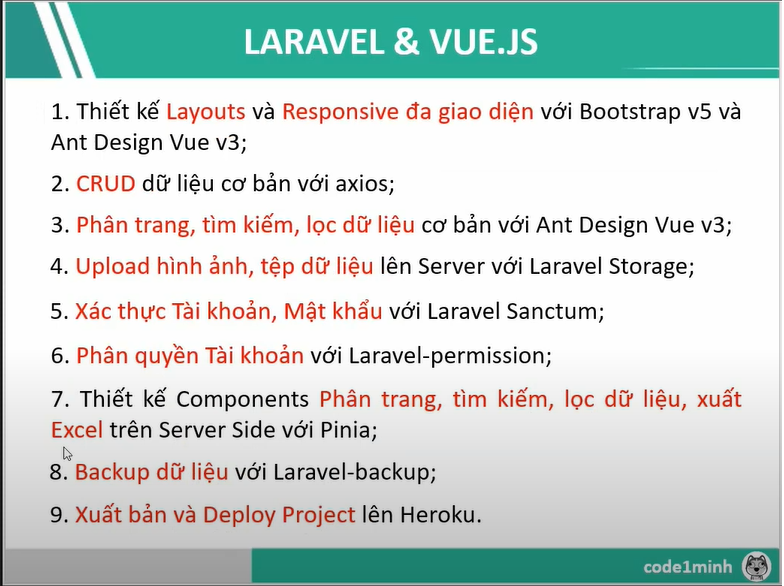 LARAVEL & VUE.JS
1. Thiết kế Layouts và Responsive đa giao diện với Bootstrap v5 và
Ant Design Vue v3;
2. CRUD dữ liệu cơ bản với axios;
3. Phân trang, tìm kiếm, lọc dữ liệu cơ bản với Ant Design Vue v3;
4. Upload hình ảnh, tệp dữ liệu lên Server với Laravel Storage;
5. Xác thực Tài khoản, Mật khẩu với Laravel Sanctum;
6. Phân quyền Tài khoản với Laravel-permission;
7. Thiết kế Components Phân trang, tìm kiếm, lọc dữ liệu, xuất
Excel trên Server Side với Pinia;
8. Backup dữ liệu với Laravel-backup;
9. Xuất bản và Deploy Project lên Heroku.
code1minh